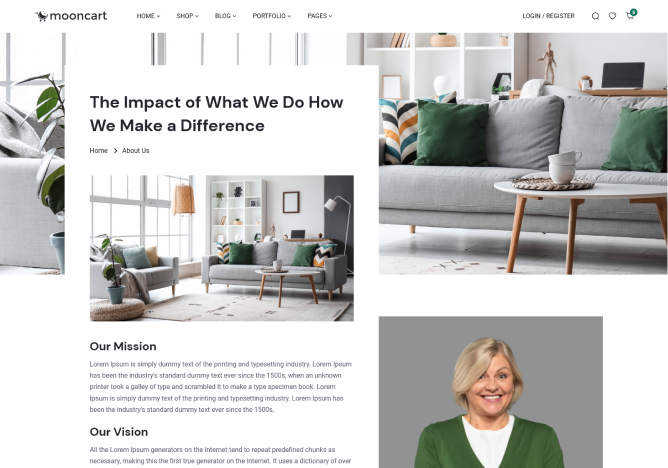 mooncart
HOME
SHOP
BLOG
PORTFOLIO
PAGES
LOGIN / REGISTER
The Impact of What We Do How
We Make a Difference
Home > About Us
Our Mission
Lorem Ipsum is simply dummy text of the printing and typesetting industry. Lorem Ipsum
has been the industry's standard dummy text ever since the 1500s, when an unknown
printer took a galley of type and scrambled it to make a type specimen book. Lorem
Ipsum is simply dummy text of the printing and typesetting industry. Lorem Ipsum has
been the industry's standard dummy text ever since the 1500s,
Our Vision
All the Lorem Ipsum generators on the Internet tend to repeat predefined chunks as
necessary, making this the first true generator on the Internet. It uses a dictionary of over